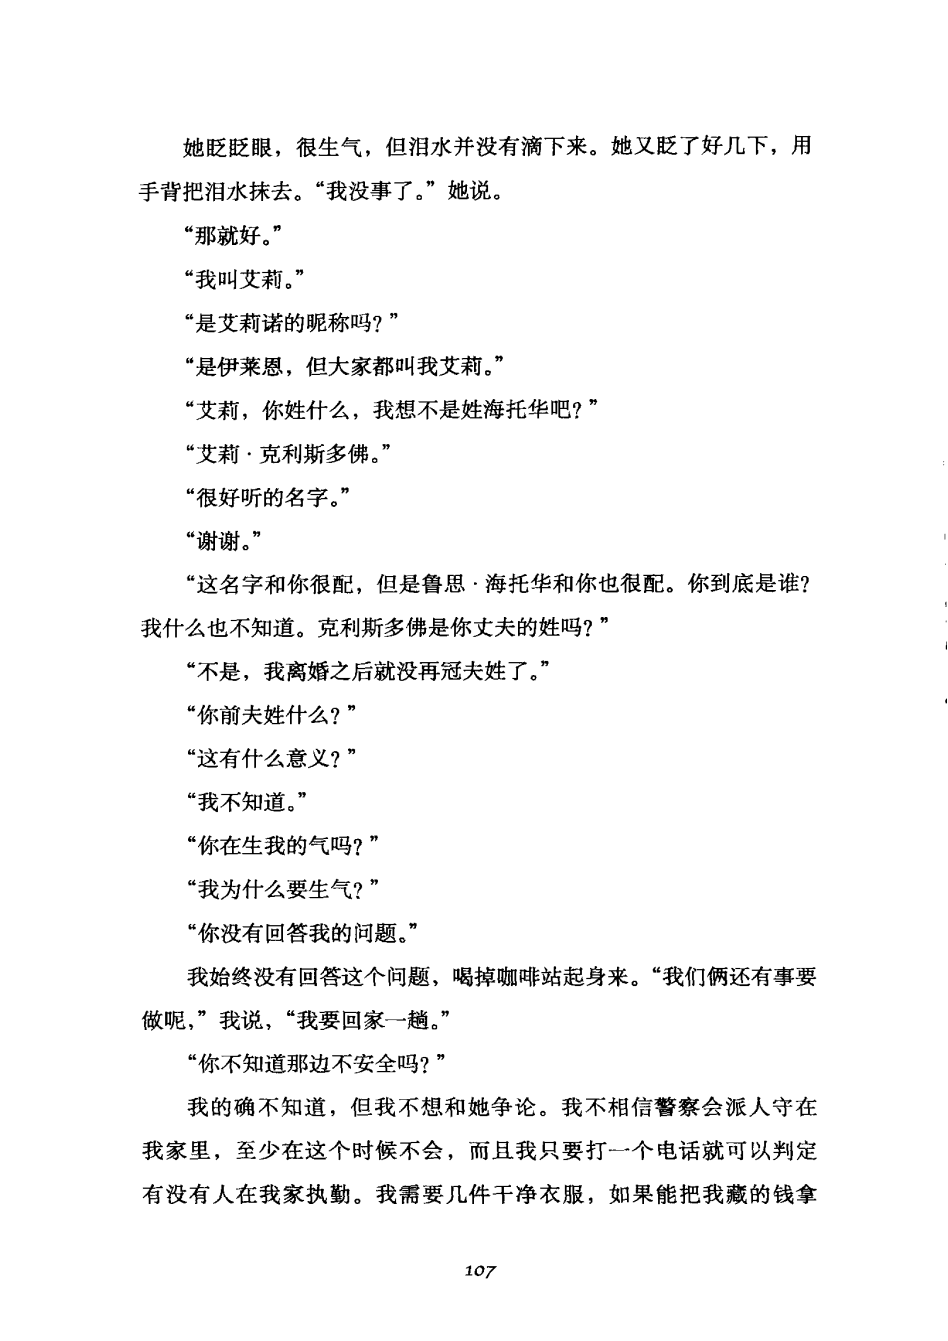 她眨眨眼，很生气，但泪水并没有滴下来。她又眨了好几下，用
手背把泪水抹去。“我没事了。”她说。
“那就好。”
“我叫艾莉。”
“是艾莉诺的昵称吗？”
“是伊莱恩，但大家都叫我艾莉。”
“艾莉，你姓什么，我想不是姓海托华吧？”
“艾莉·克利斯多佛。”
“很好听的名字。”
“谢谢。”
“这名字和你很配，但是鲁思·海托华和你也很配。你到底是谁？
我什么也不知道。克利斯多佛是你丈夫的姓吗？”
“不是，我离婚之后就没再冠夫姓了。”
“你前夫姓什么？”
“这有什么意义？”
“我不知道。”
“你在生我的气吗？”
“我为什么要生气？”
“你没有回答我的问题。”
我始终没有回答这个问题，喝掉咖啡站起身来。“我们俩还有事要
做呢，”我说，“我要回家一趟。”
“你不知道那边不安全吗？”
我的确不知道，但我不想和她争论。我不相信警察会派人守在
我家里，至少在这个时候不会，而且我只要打一个电话就可以判定
有没有人在我家执勤。我需要几件干净衣服，如果能把我藏的钱拿
107